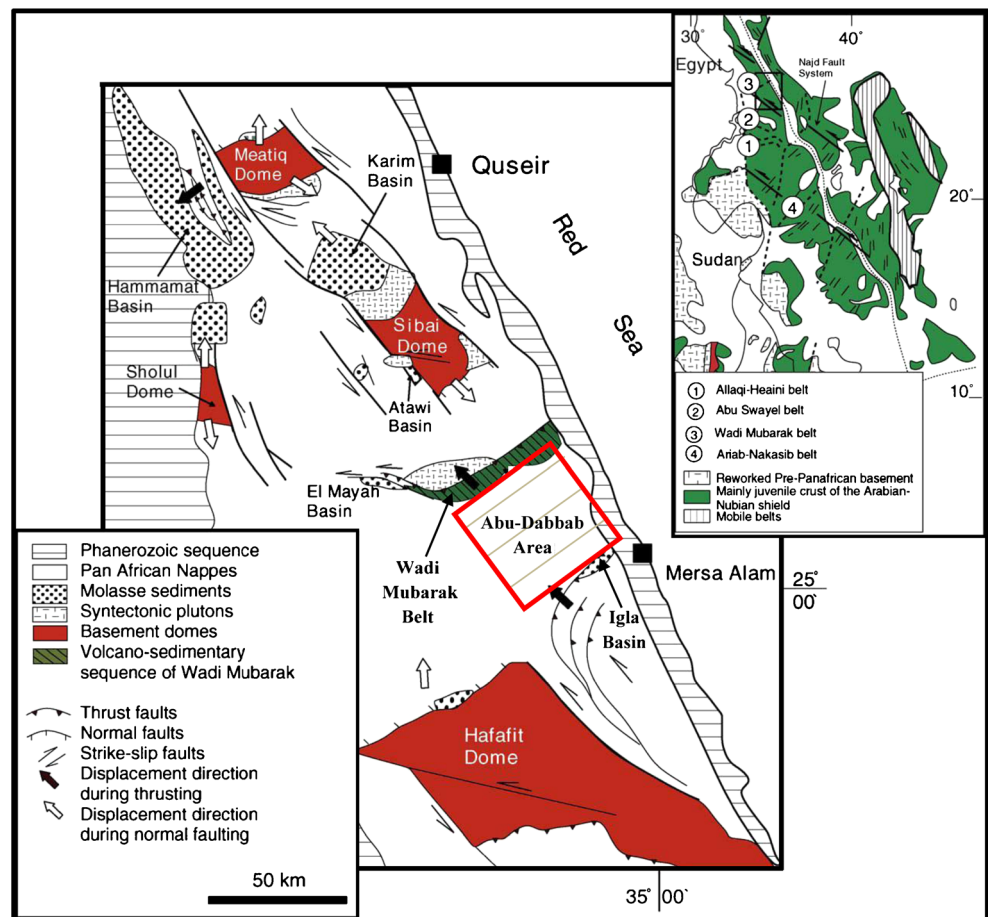 Meatiq
Dome
Karim
Basin
Quseir
Red
Sea
Hammamat
Basin
Sibai
Dome
Sholul
Dome
Atawi
Basin
El Mayah
Basin
Abu-Dabbab
Area
Wadi
Mubarak
Belt
Mersa Alam
25°
00'
Igla
Basin
Hafafit
Dome
35° 00'
Phanerozoic sequence
Pan African Nappes
Molasse sediments
Syntectonic plutons
Basement domes
Volcano-sedimentary
sequence of Wadi Mubarak
Thrust faults
Normal faults
Strike-slip faults
Displacement direction
during thrusting
Displacement direction
during normal faulting
50 km
30° 40°
Egypt
Najd Fault
System
3
2
1
4
20°
Sudan
10°
1 Allaqi-Heaini belt
2 Abu Swayel belt
3 Wadi Mubarak belt
4 Ariab-Nakasib belt
Reworked Pre-Panafrican basement
Mainly juvenile crust of the Arabian-
Nubian shield
Mobile belts